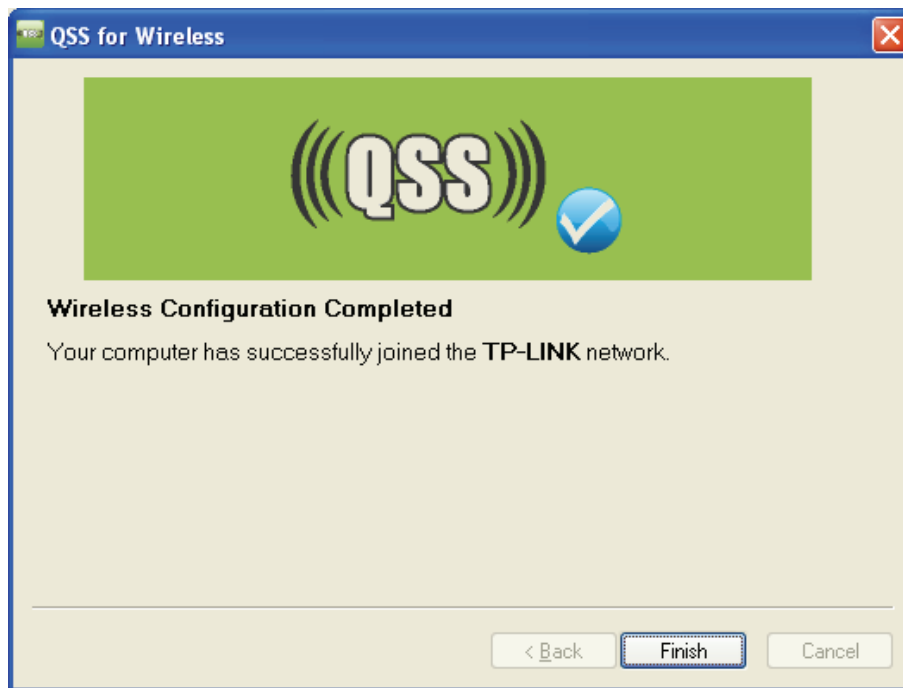 QSS for Wireless
(((QSS)))
Wireless Configuration Completed
Your computer has successfully joined the TP-LINK network.
< Back
Finish
Cancel